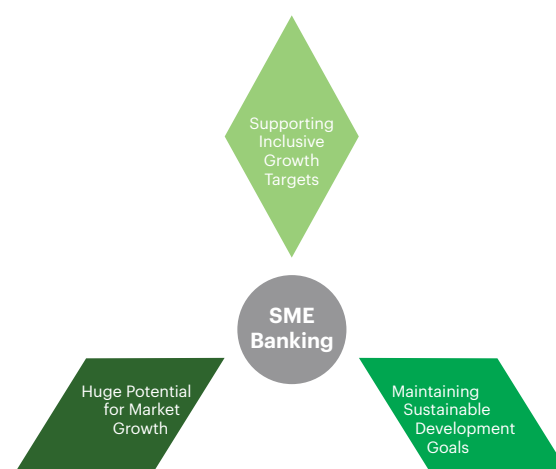 Supporting
Inclusive
Growth
Targets
SME
Banking
Huge Potential
for Market
Growth
Maintaining
Sustainable
Development
Goals